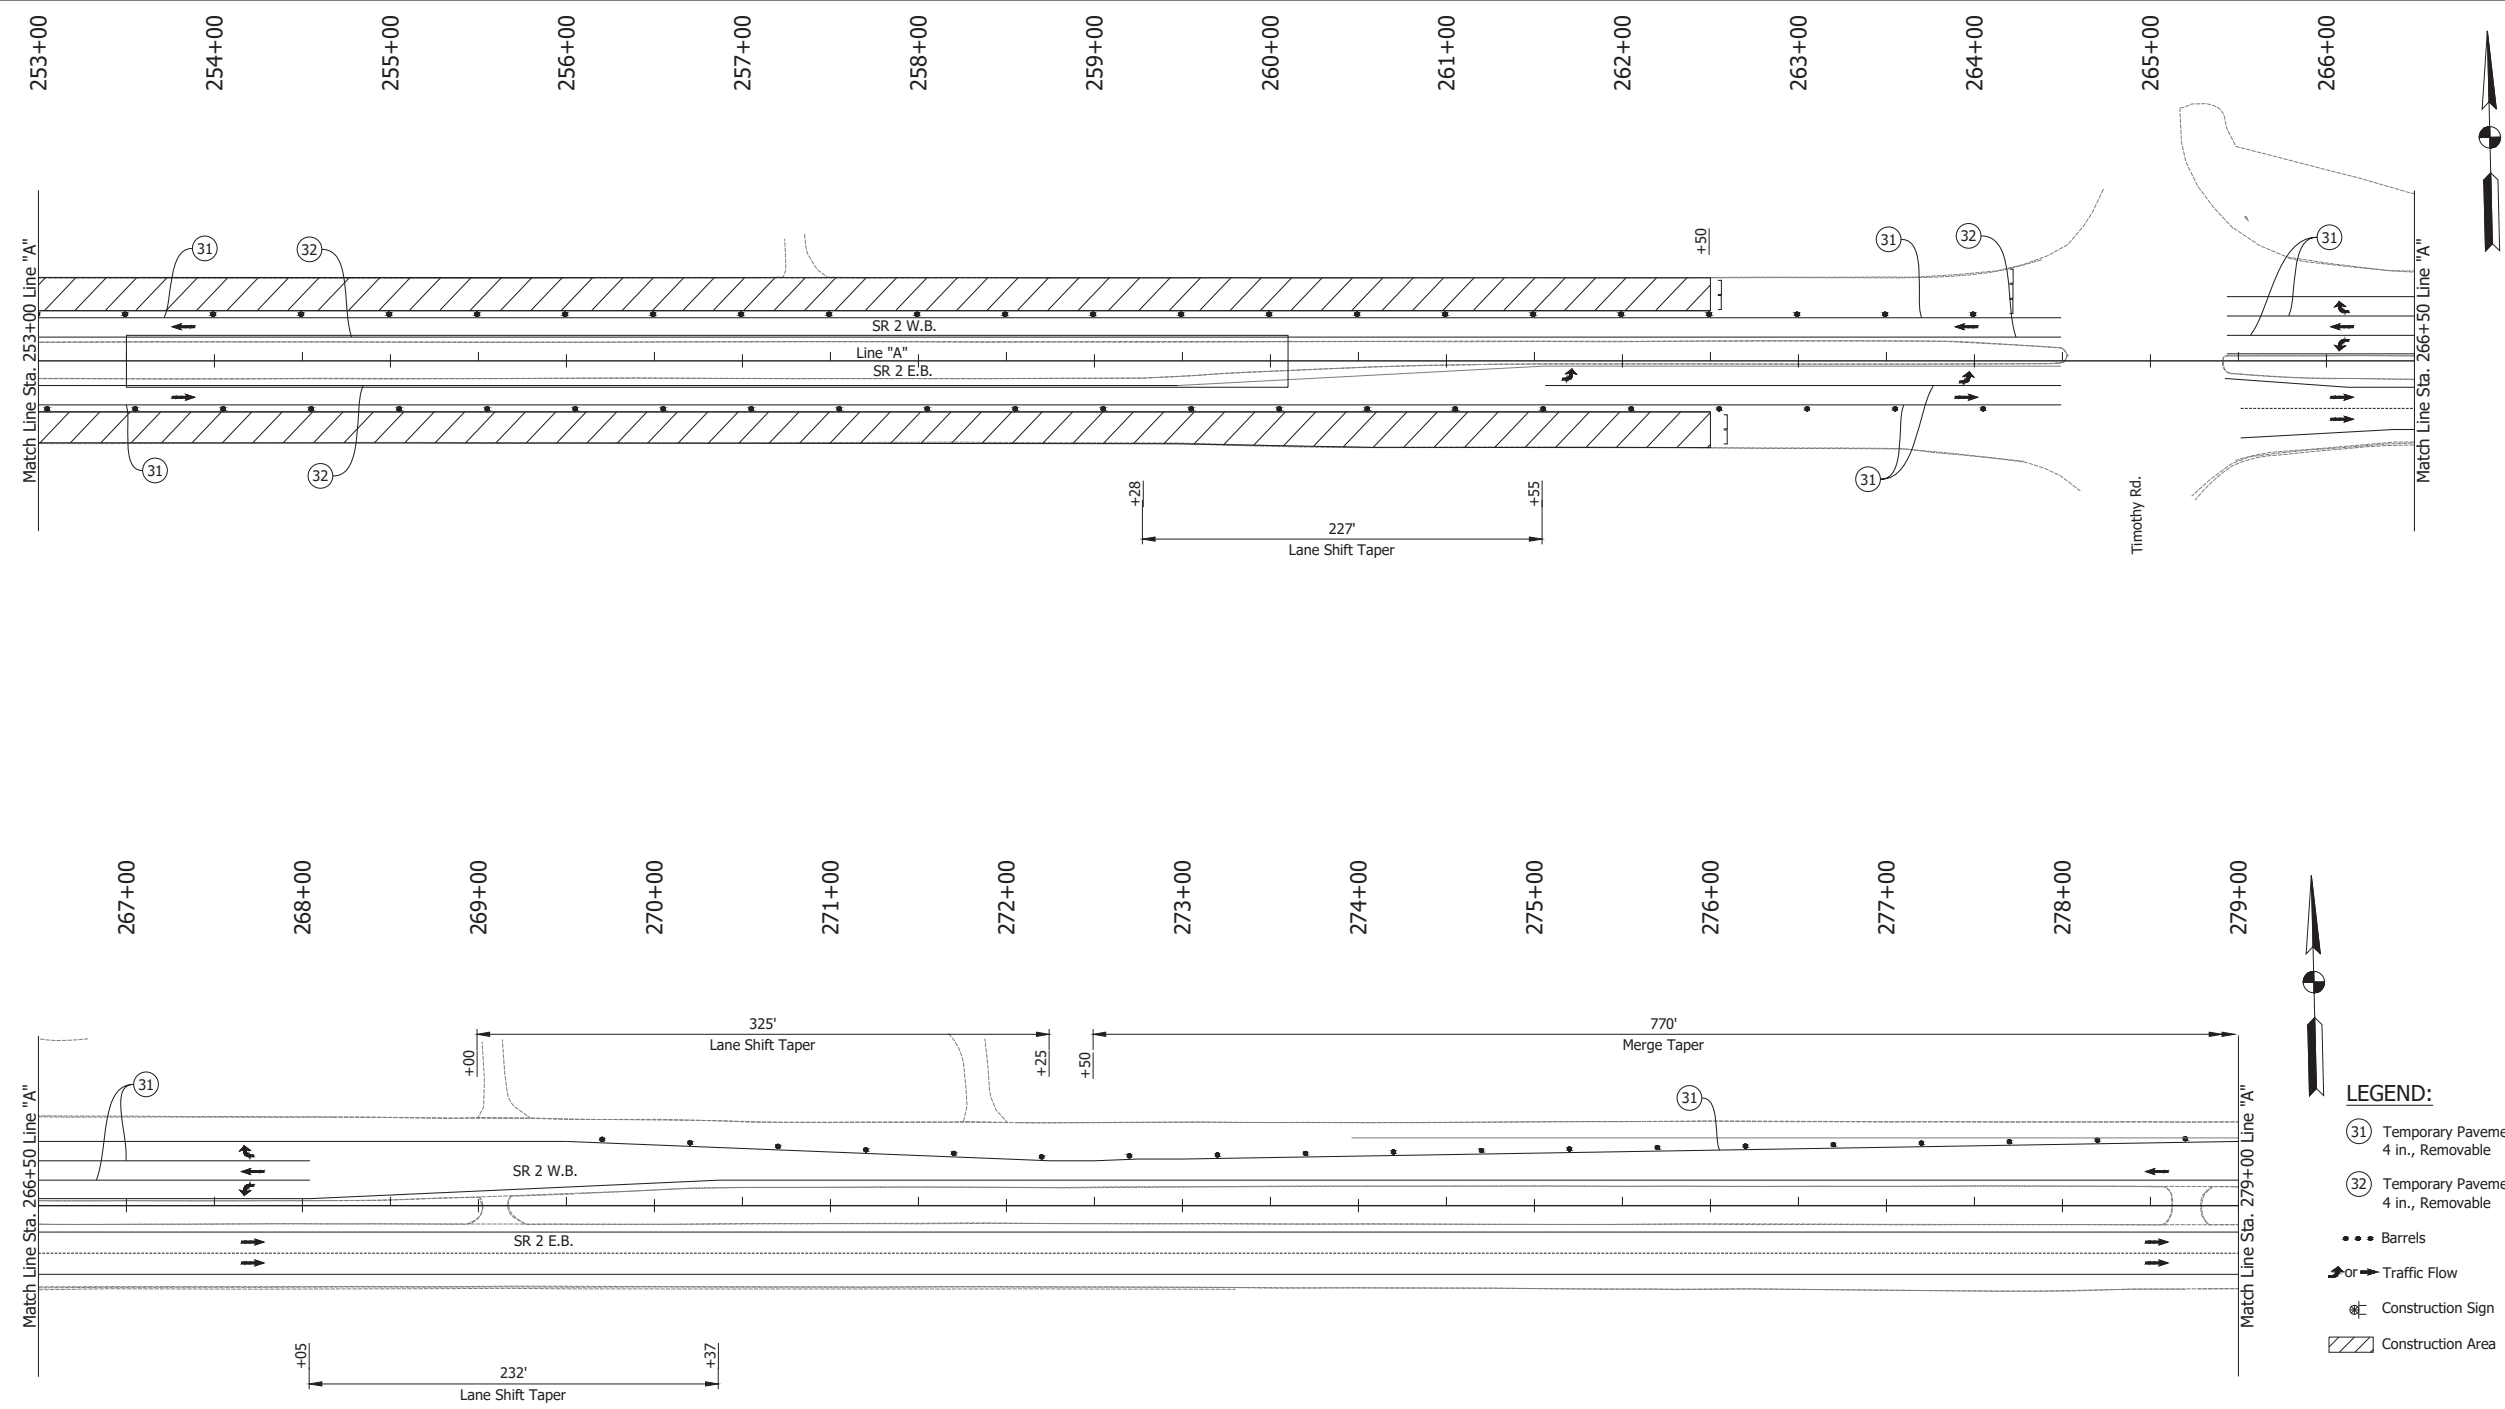 253+00
254+00
255+00
256+00
257+00
258+00
259+00
260+00
261+00
262+00
263+00
264+00
265+00
266+00
Match Line Sta. 253+00 Line "A"
31
32
+50
31
32
31
Match Line Sta. 266+50 Line "A"
SR 2 W.B.
Line "A"
SR 2 E.B.
31
32
31
+28
+55
227'
Lane Shift Taper
Timothy Rd.
267+00
268+00
269+00
270+00
271+00
272+00
273+00
274+00
275+00
276+00
277+00
278+00
279+00
Match Line Sta. 266+50 Line "A"
+00
325'
Lane Shift Taper
+25
+50
770'
Merge Taper
31
31
Match Line Sta. 279+00 Line "A"
SR 2 W.B.
SR 2 E.B.
+05
+37
232'
Lane Shift Taper
LEGEND:
31 Temporary Paveme
4 in., Removable
32 Temporary Paveme
4 in., Removable
Barrels
or Traffic Flow
Construction Sign
Construction Area